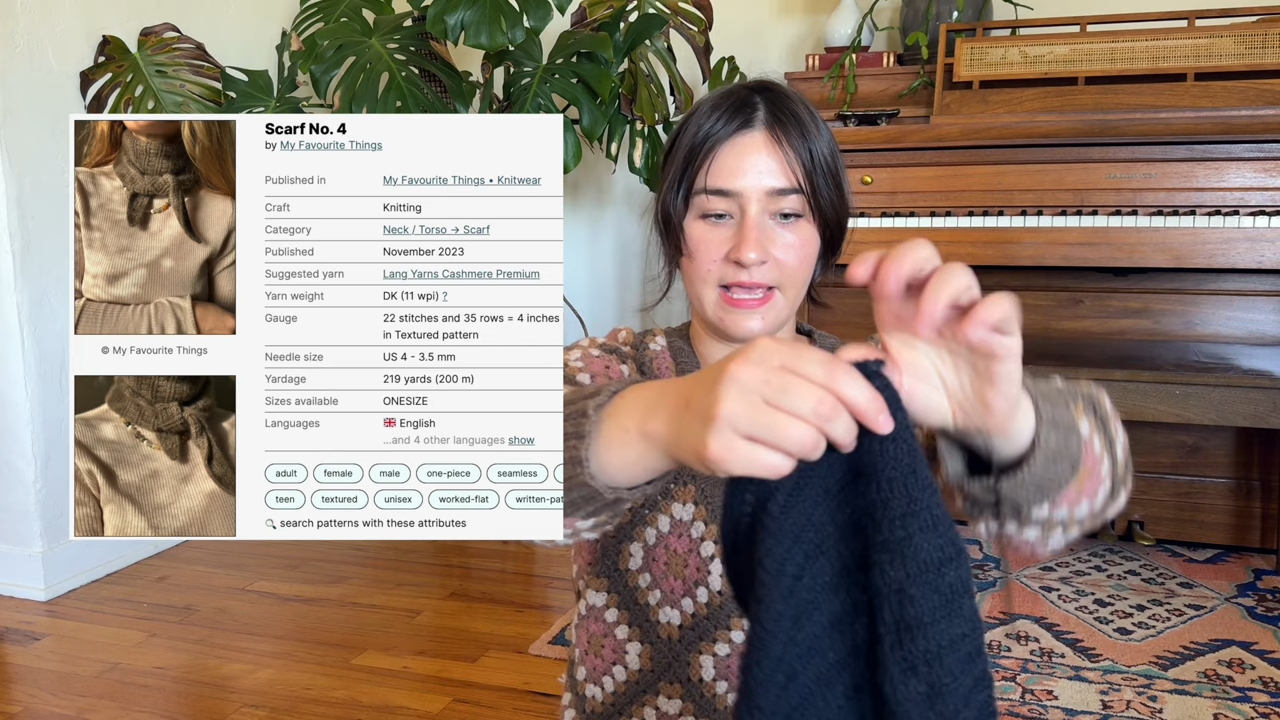 Scarf No. 4
by My Favourite Things
Published in My Favourite Things • Knitwear
Craft Knitting
Category Neck / Torso → Scarf
Published November 2023
Suggested yarn Lang Yarns Cashmere Premium
Yarn weight DK (11 wpi) ?
Gauge 22 stitches and 35 rows = 4 inches
in Textured pattern
Needle size US 4 - 3.5 mm
Yardage 219 yards (200 m)
Sizes available ONESIZE
Languages English
...and 4 other languages show
adult female male one-piece seamless
teen textured unisex worked-flat written-pat
search patterns with these attributes
© My Favourite Things